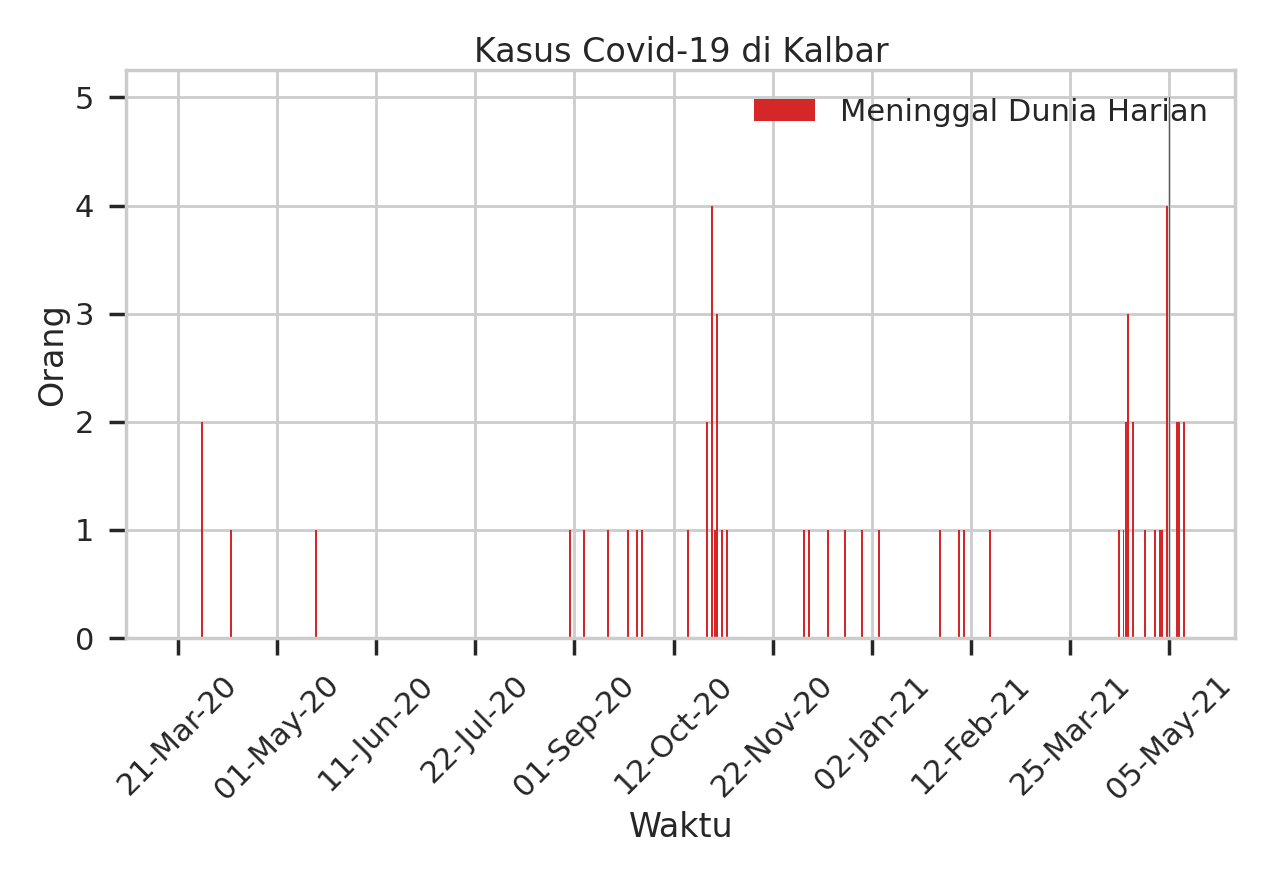 Kasus Covid-19 di Kalbar
Meninggal Dunia Harian
5
4
3
2
1
0
Orang
21-Mar-20
01-May-20
11-Jun-20
22-Jul-20
01-Sep-20
12-Oct-20
22-Nov-20
02-Jan-21
12-Feb-21
25-Mar-21
05-May-21
Waktu